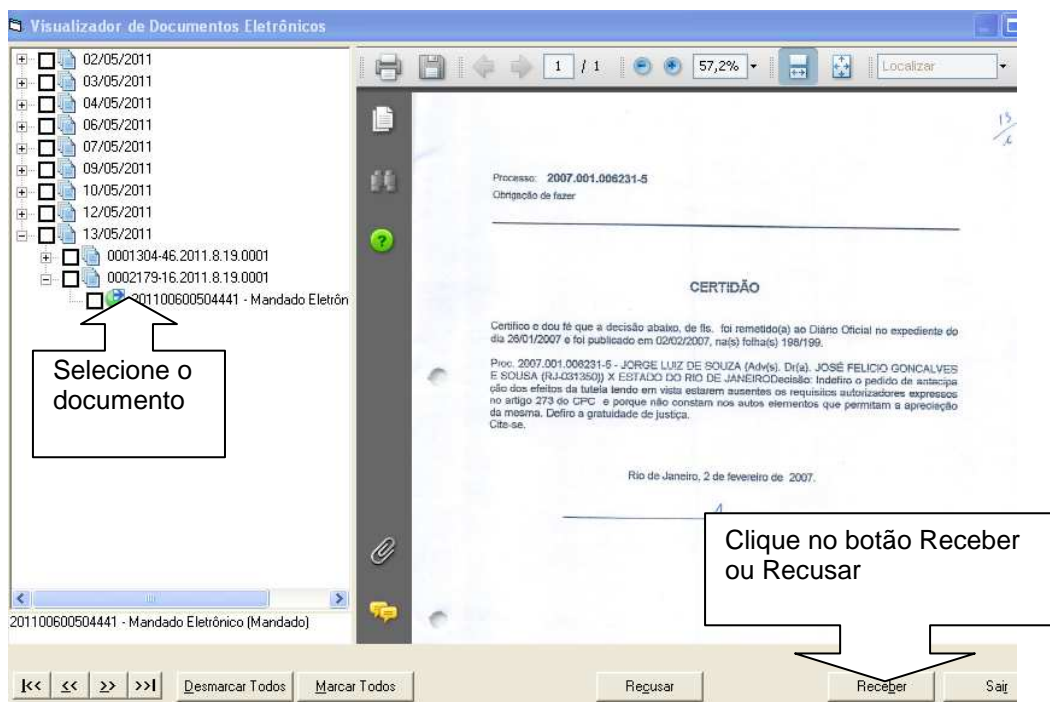 Visualizador de Documentos Eletrônicos
02/05/2011
03/05/2011
04/05/2011
06/05/2011
07/05/2011
09/05/2011
10/05/2011
12/05/2011
13/05/2011
0001304-46.2011.8.19.0001
0002179-16.2011.8.19.0001
201100600504441 - Mandado Eletrôn
Selecione o
documento
201100600504441 - Mandado Eletrônico (Mandado)
1 / 1
57,2%
Localizar
Processo: 2007.001.006231-5
Obrigação de fazer
CERTIDÃO
Certifico e dou fé que a decisão abaixo, de fls. foi remetido(a) ao Diário Oficial no expediente do
dia 26/01/2007 e foi publicado em 02/02/2007, na(s) folha(s) 198/199.
Proc. 2007.001.006231-5 - JORGE LUIZ DE SOUZA (Adv(s). Dr(a). JOSÉ FELICIO GONCALVES
E SOUSA (RJ-031350)) X ESTADO DO RIO DE JANEIRODecisão: Indefiro o pedido de antecipa
ção dos efeitos da tutela tendo em vista estarem ausentes os requisitos autorizadores expressos
no artigo 273 do CPC e porque não constam nos autos elementos que permitam a apreciação
da mesma. Defiro a gratuidade de justiça.
Cite-se.
Rio de Janeiro, 2 de fevereiro de 2007.
Clique no botão Receber
ou Recusar
|<< << >> >>| Desmarcar Todos Marcar Todos Recusar Receber Sair